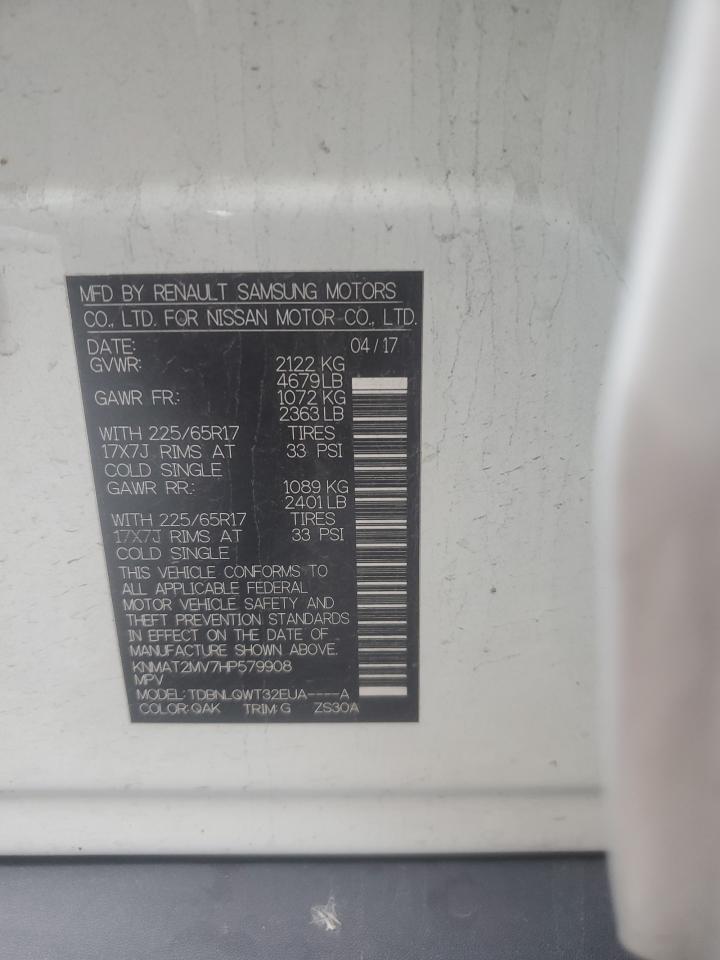 MFD BY RENAULT SAMSUNG MOTORS
CO., LTD. FOR NISSAN MOTOR CO., LTD.
DATE: 04/17
GVWR: 2122 KG
4679 LB
GAWR FR.: 1072 KG
2363 LB
WITH 225/65R17 TIRES
17X7J RIMS AT 33 PSI
COLD SINGLE
GAWR RR.: 1089 KG
2401 LB
WITH 225/65R17 TIRES
17X7J RIMS AT 33 PSI
COLD SINGLE
THIS VEHICLE CONFORMS TO
ALL APPLICABLE FEDERAL
MOTOR VEHICLE SAFETY AND
THEFT PREVENTION STANDARDS
IN EFFECT ON THE DATE OF
MANUFACTURE SHOWN ABOVE.
KNMAT2MV7HP579908
MPV
MODEL: TDBNLQWT32EUA----A
COLOR: QAK TRIM: G ZS30A